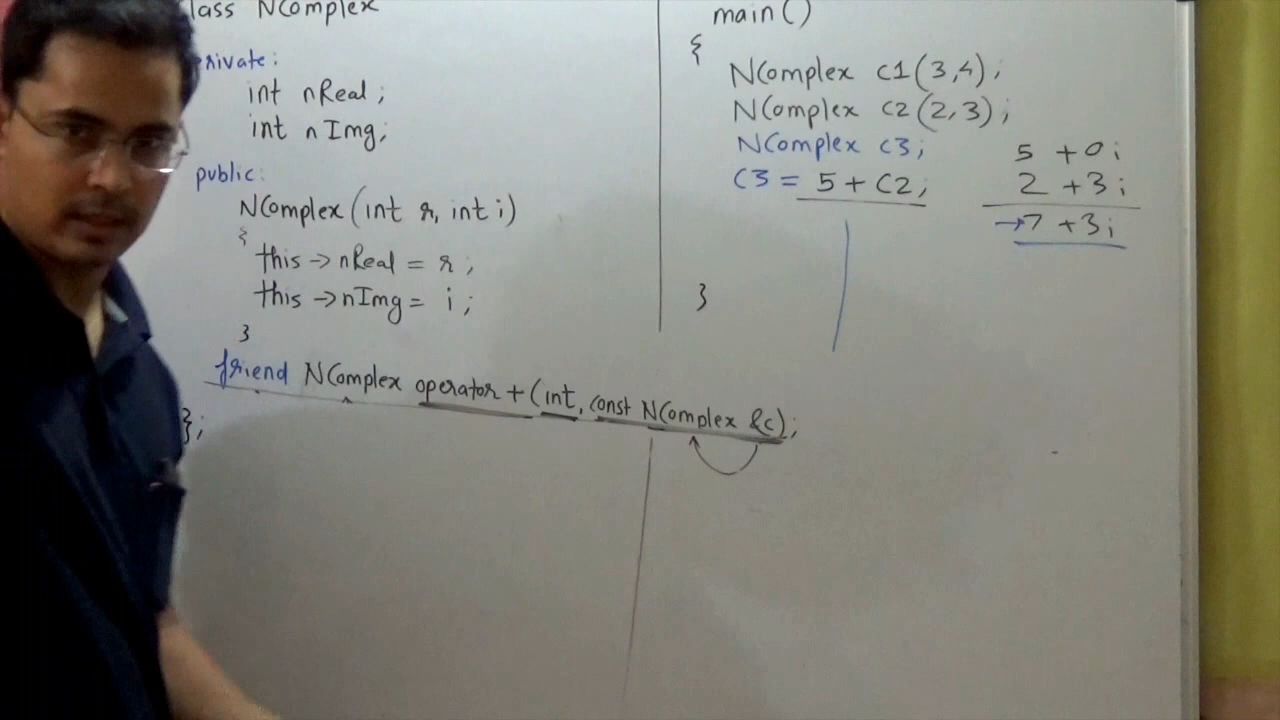 lass NComplex
rivate:
int nReal;
int nImg;
public:
NComplex(int r, int i)
{
this->nReal = r;
this->nImg = i;
}
friend NComplex operator+(int, const NComplex &c);
};
main()
{
NComplex c1(3,4);
NComplex c2(2,3);
NComplex c3;
C3 = 5 + C2;
}
5 + 0i
2 + 3i
→7 + 3i